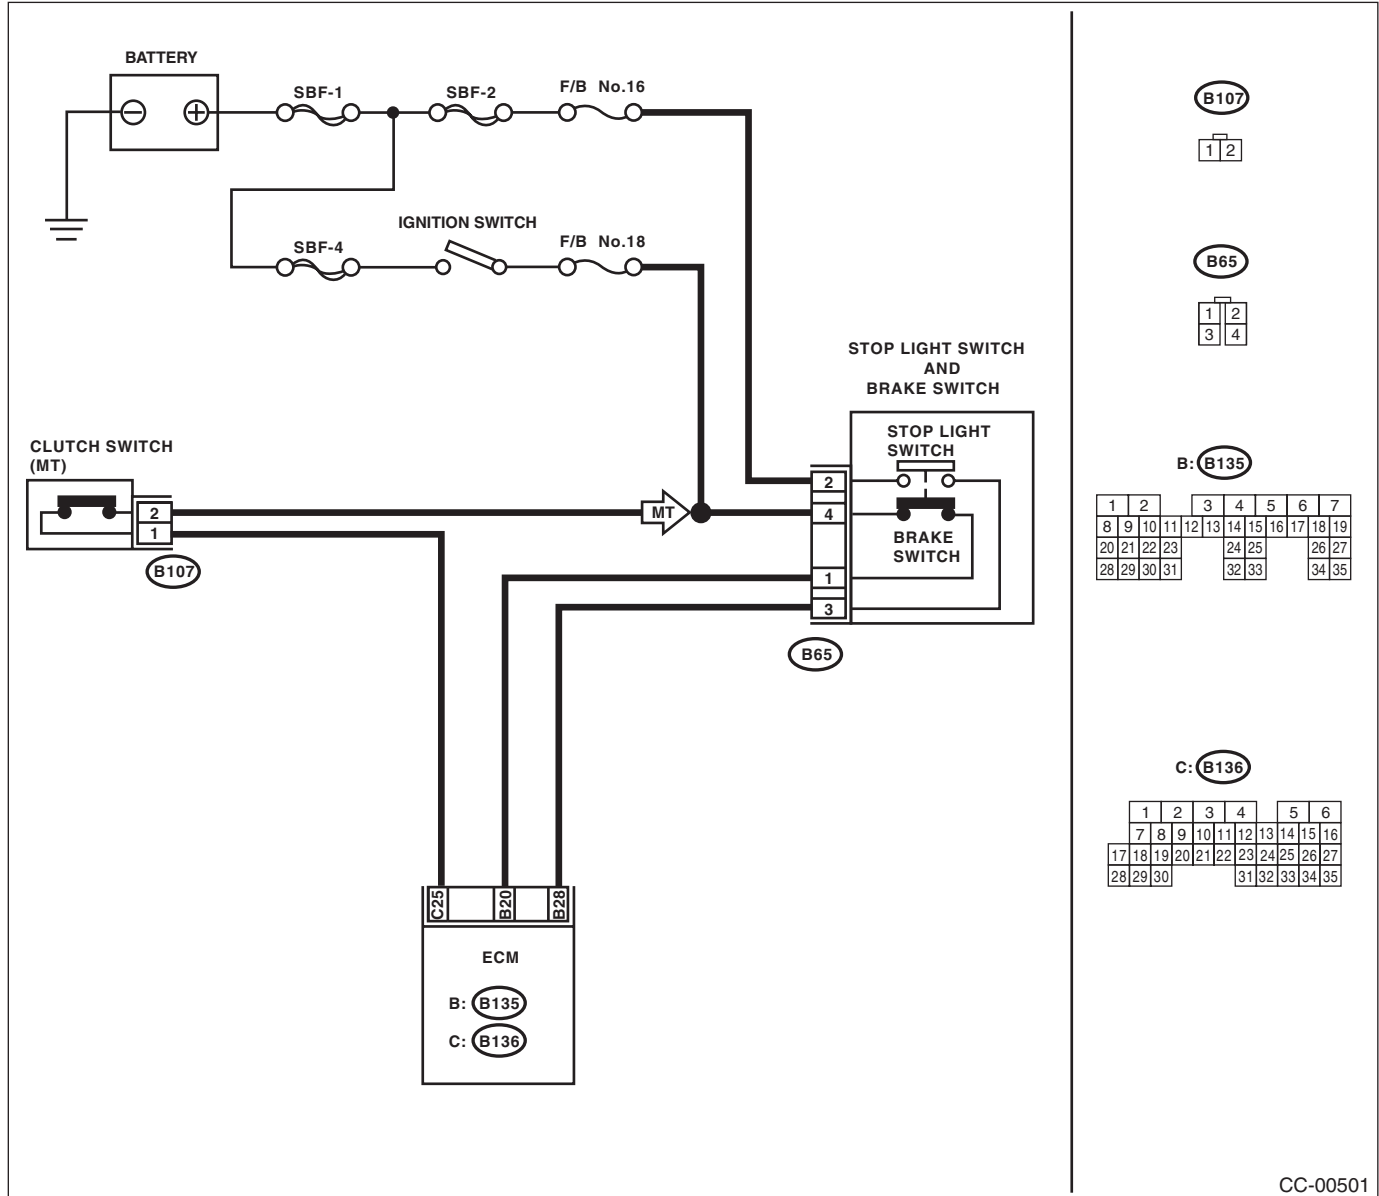 BATTERY
SBF-1
SBF-2
F/B No.16
SBF-4
IGNITION SWITCH
F/B No.18
STOP LIGHT SWITCH
AND
BRAKE SWITCH
STOP LIGHT
SWITCH
2
4
BRAKE
SWITCH
1
3
B65
CLUTCH SWITCH
(MT)
2
1
B107
MT
C25 B20 B28
ECM
B: B135
C: B136
B107
1 2
B65
1 2
3 4
B: B135
1 2 3 4 5 6 7
8 9 10 11 12 13 14 15 16 17 18 19
20 21 22 23 24 25 26 27
28 29 30 31 32 33 34 35
C: B136
1 2 3 4 5 6
7 8 9 10 11 12 13 14 15 16
17 18 19 20 21 22 23 24 25 26 27
28 29 30 31 32 33 34 35
CC-00501